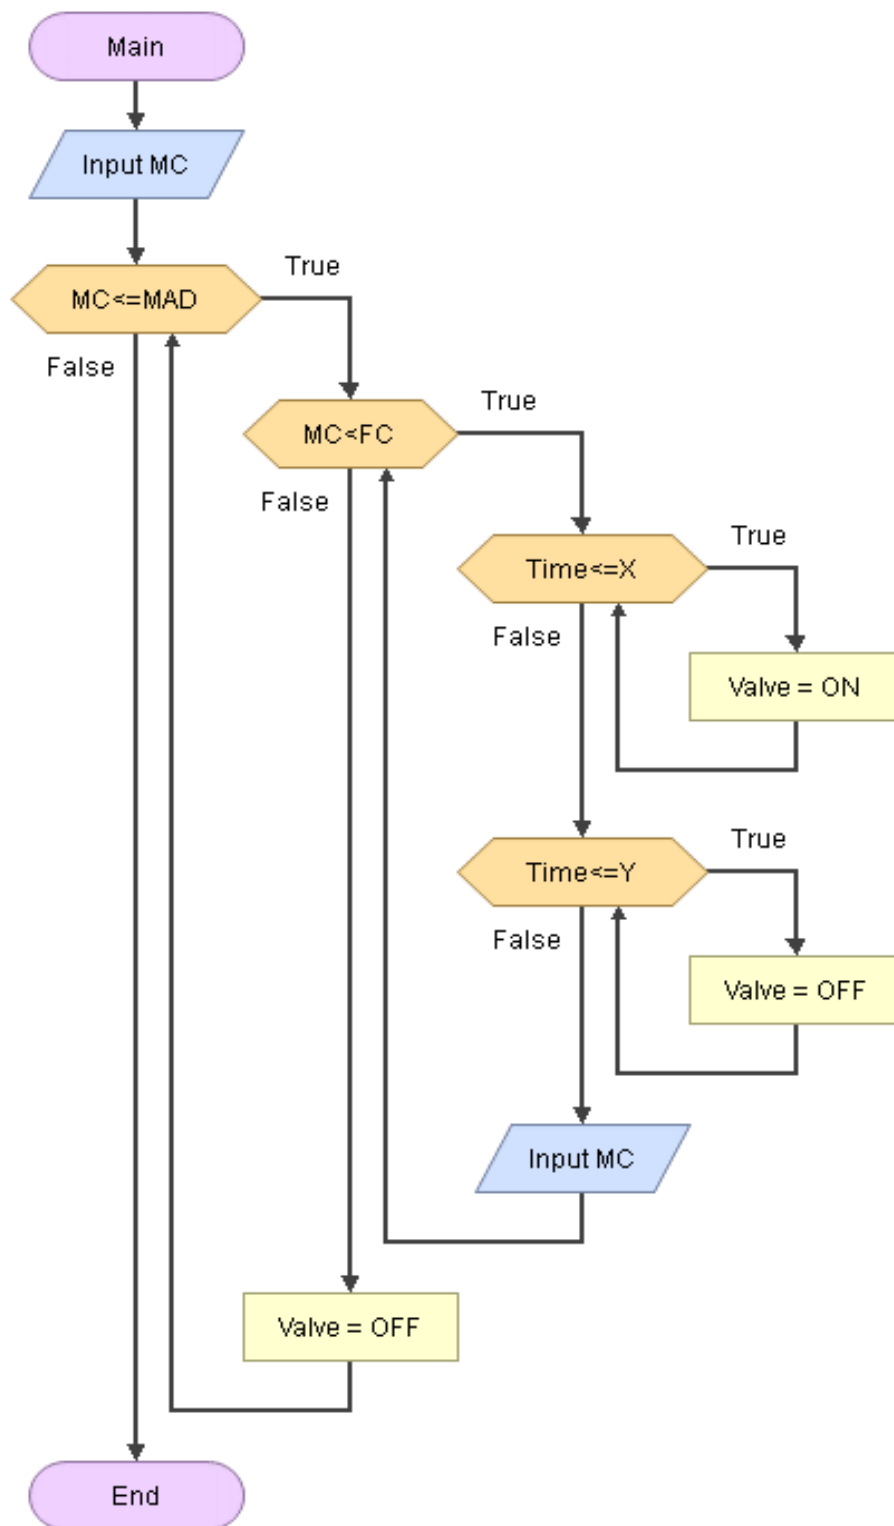 Main
Input MC
True
MC<=MAD
False
True
MC<FC
False
True
Time<=X
False
Valve = ON
True
Time<=Y
False
Valve = OFF
Input MC
Valve = OFF
End